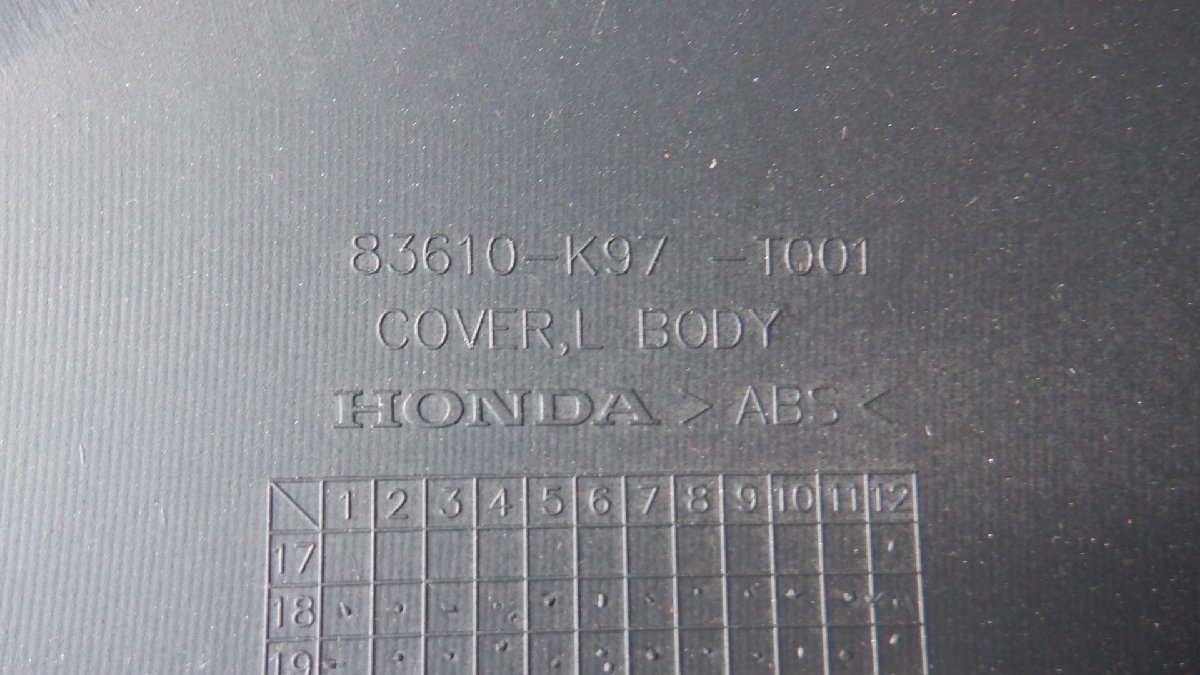 83610-K97 -T001
COVER,L BODY
HONDA >ABS<
1 2 3 4 5 6 7 8 9 10 11 12
17
18
19